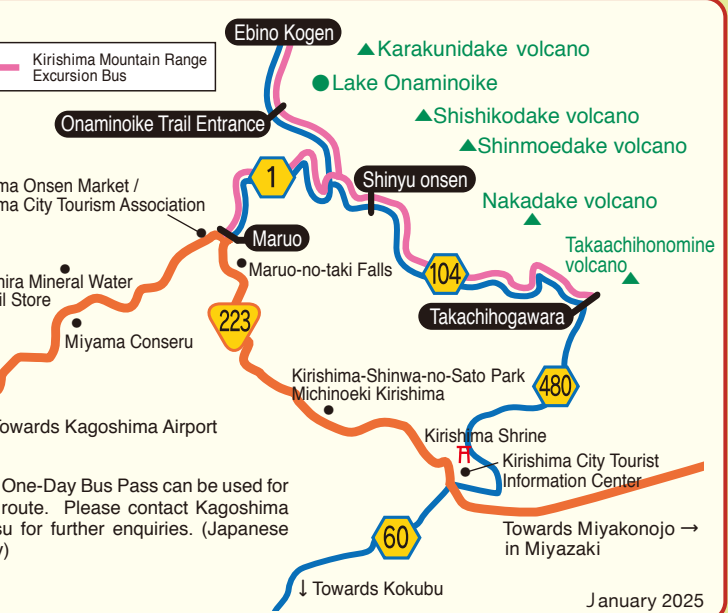 Ebino Kogen
Kirishima Mountain Range
Excursion Bus
Karakunidake volcano
Lake Onaminoike
Onaminoike Trail Entrance
Shishikodake volcano
Shinmoedake volcano
1
Shinyu onsen
ma Onsen Market /
ma City Tourism Association
Nakadake volcano
Maruo
Takaachihonomine
volcano
Maruo-no-taki Falls
104
hira Mineral Water
il Store
Takachihogawara
223
Miyama Conseru
Kirishima-Shinwa-no-Sato Park
Michinoeki Kirishima
480
Towards Kagoshima Airport
Kirishima Shrine
Kirishima City Tourist
Information Center
One-Day Bus Pass can be used for
route. Please contact Kagoshima
su for further enquiries. (Japanese
y)
60
Towards Miyakonojo →
in Miyazaki
↓ Towards Kokubu
January 2025